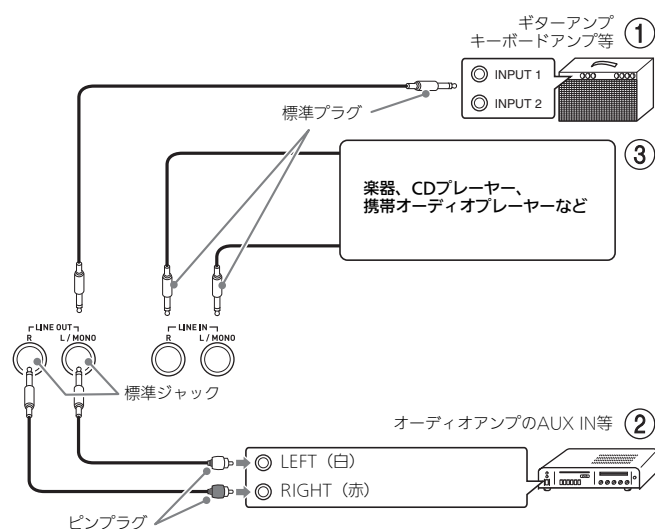 ギターアンプ
キーボードアンプ等 ①
INPUT 1
INPUT 2
標準プラグ
③
楽器、CDプレーヤー、
携帯オーディオプレーヤーなど
LINE OUT
R L / MONO
LINE IN
R L / MONO
標準ジャック
オーディオアンプのAUX IN等 ②
LEFT（白）
RIGHT（赤）
ピンプラグ